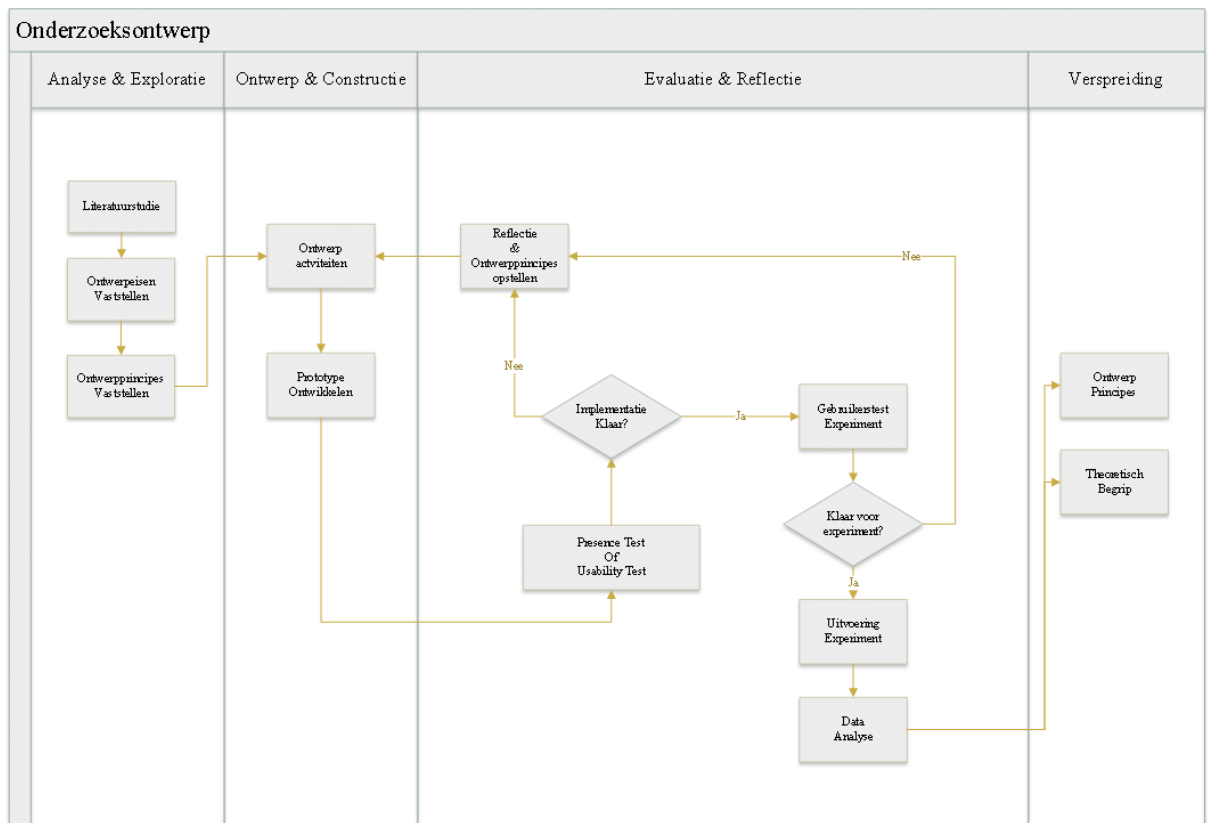 Onderzoeksontwerp
Analyse & Exploratie
Ontwerp & Constructie
Evaluatie & Reflectie
Verspreiding
Literatuurstudie
Ontwerpeisen
Vaststellen
Ontwerpprincipes
Vaststellen
Ontwerp
actviteiten
Prototype
Ontwikkelen
Reflectie
&
Ontwerpprincipes
opstellen
Nee
Nee
Implementatie
Klaar?
Ja
Gebruikerstest
Experiment
Klaar voor
experiment?
Presence Test
Of
Usability Test
Ja
Uitvoering
Experiment
Data
Analyse
Ontwerp
Principes
Theoretisch
Begrip